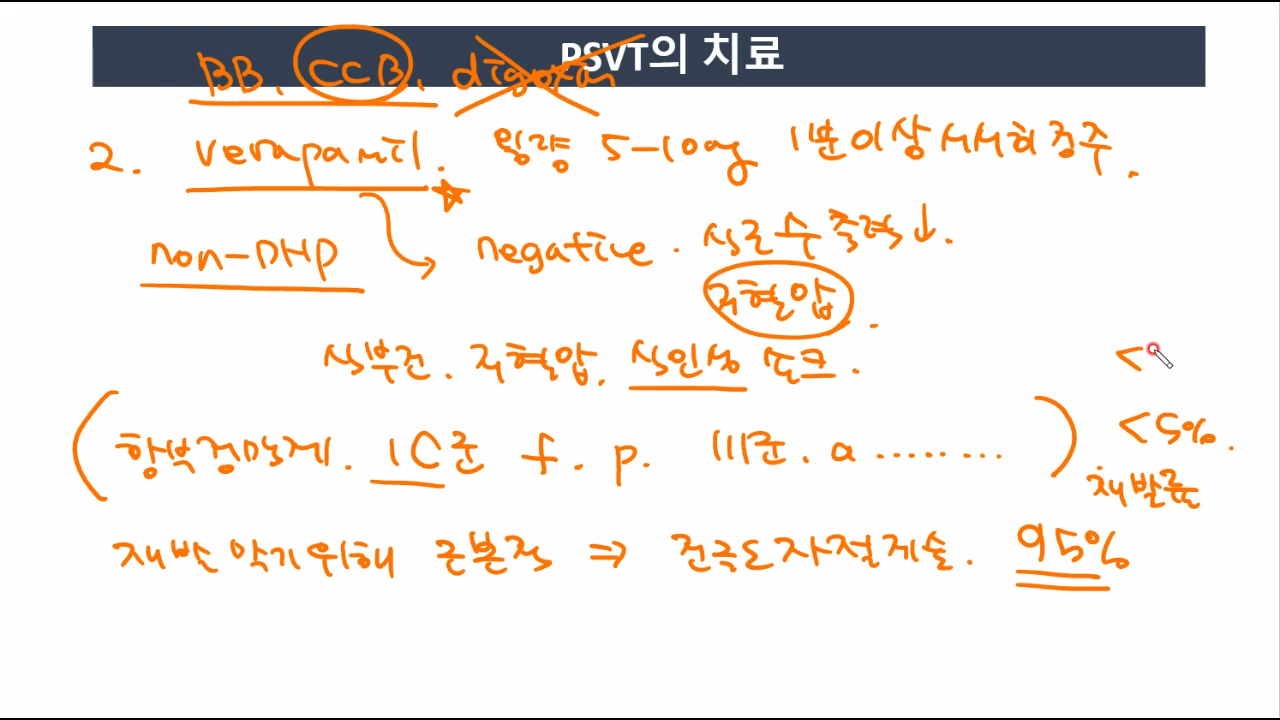 PSVT의 치료
BB, CCB, digoxin
2. verapamil. 용량 5-10mg 1분이상 서서히 정주.
non-DHP negative. 심근수축력↓.
저혈압.
심부전. 저혈압. 심인성 쇼크. <
(항부정맥제. 1C군 f. p. III군. a ........) <5%.
재발률
재발 막기위해 근본적 ⇒ 전극도자절제술. 95%